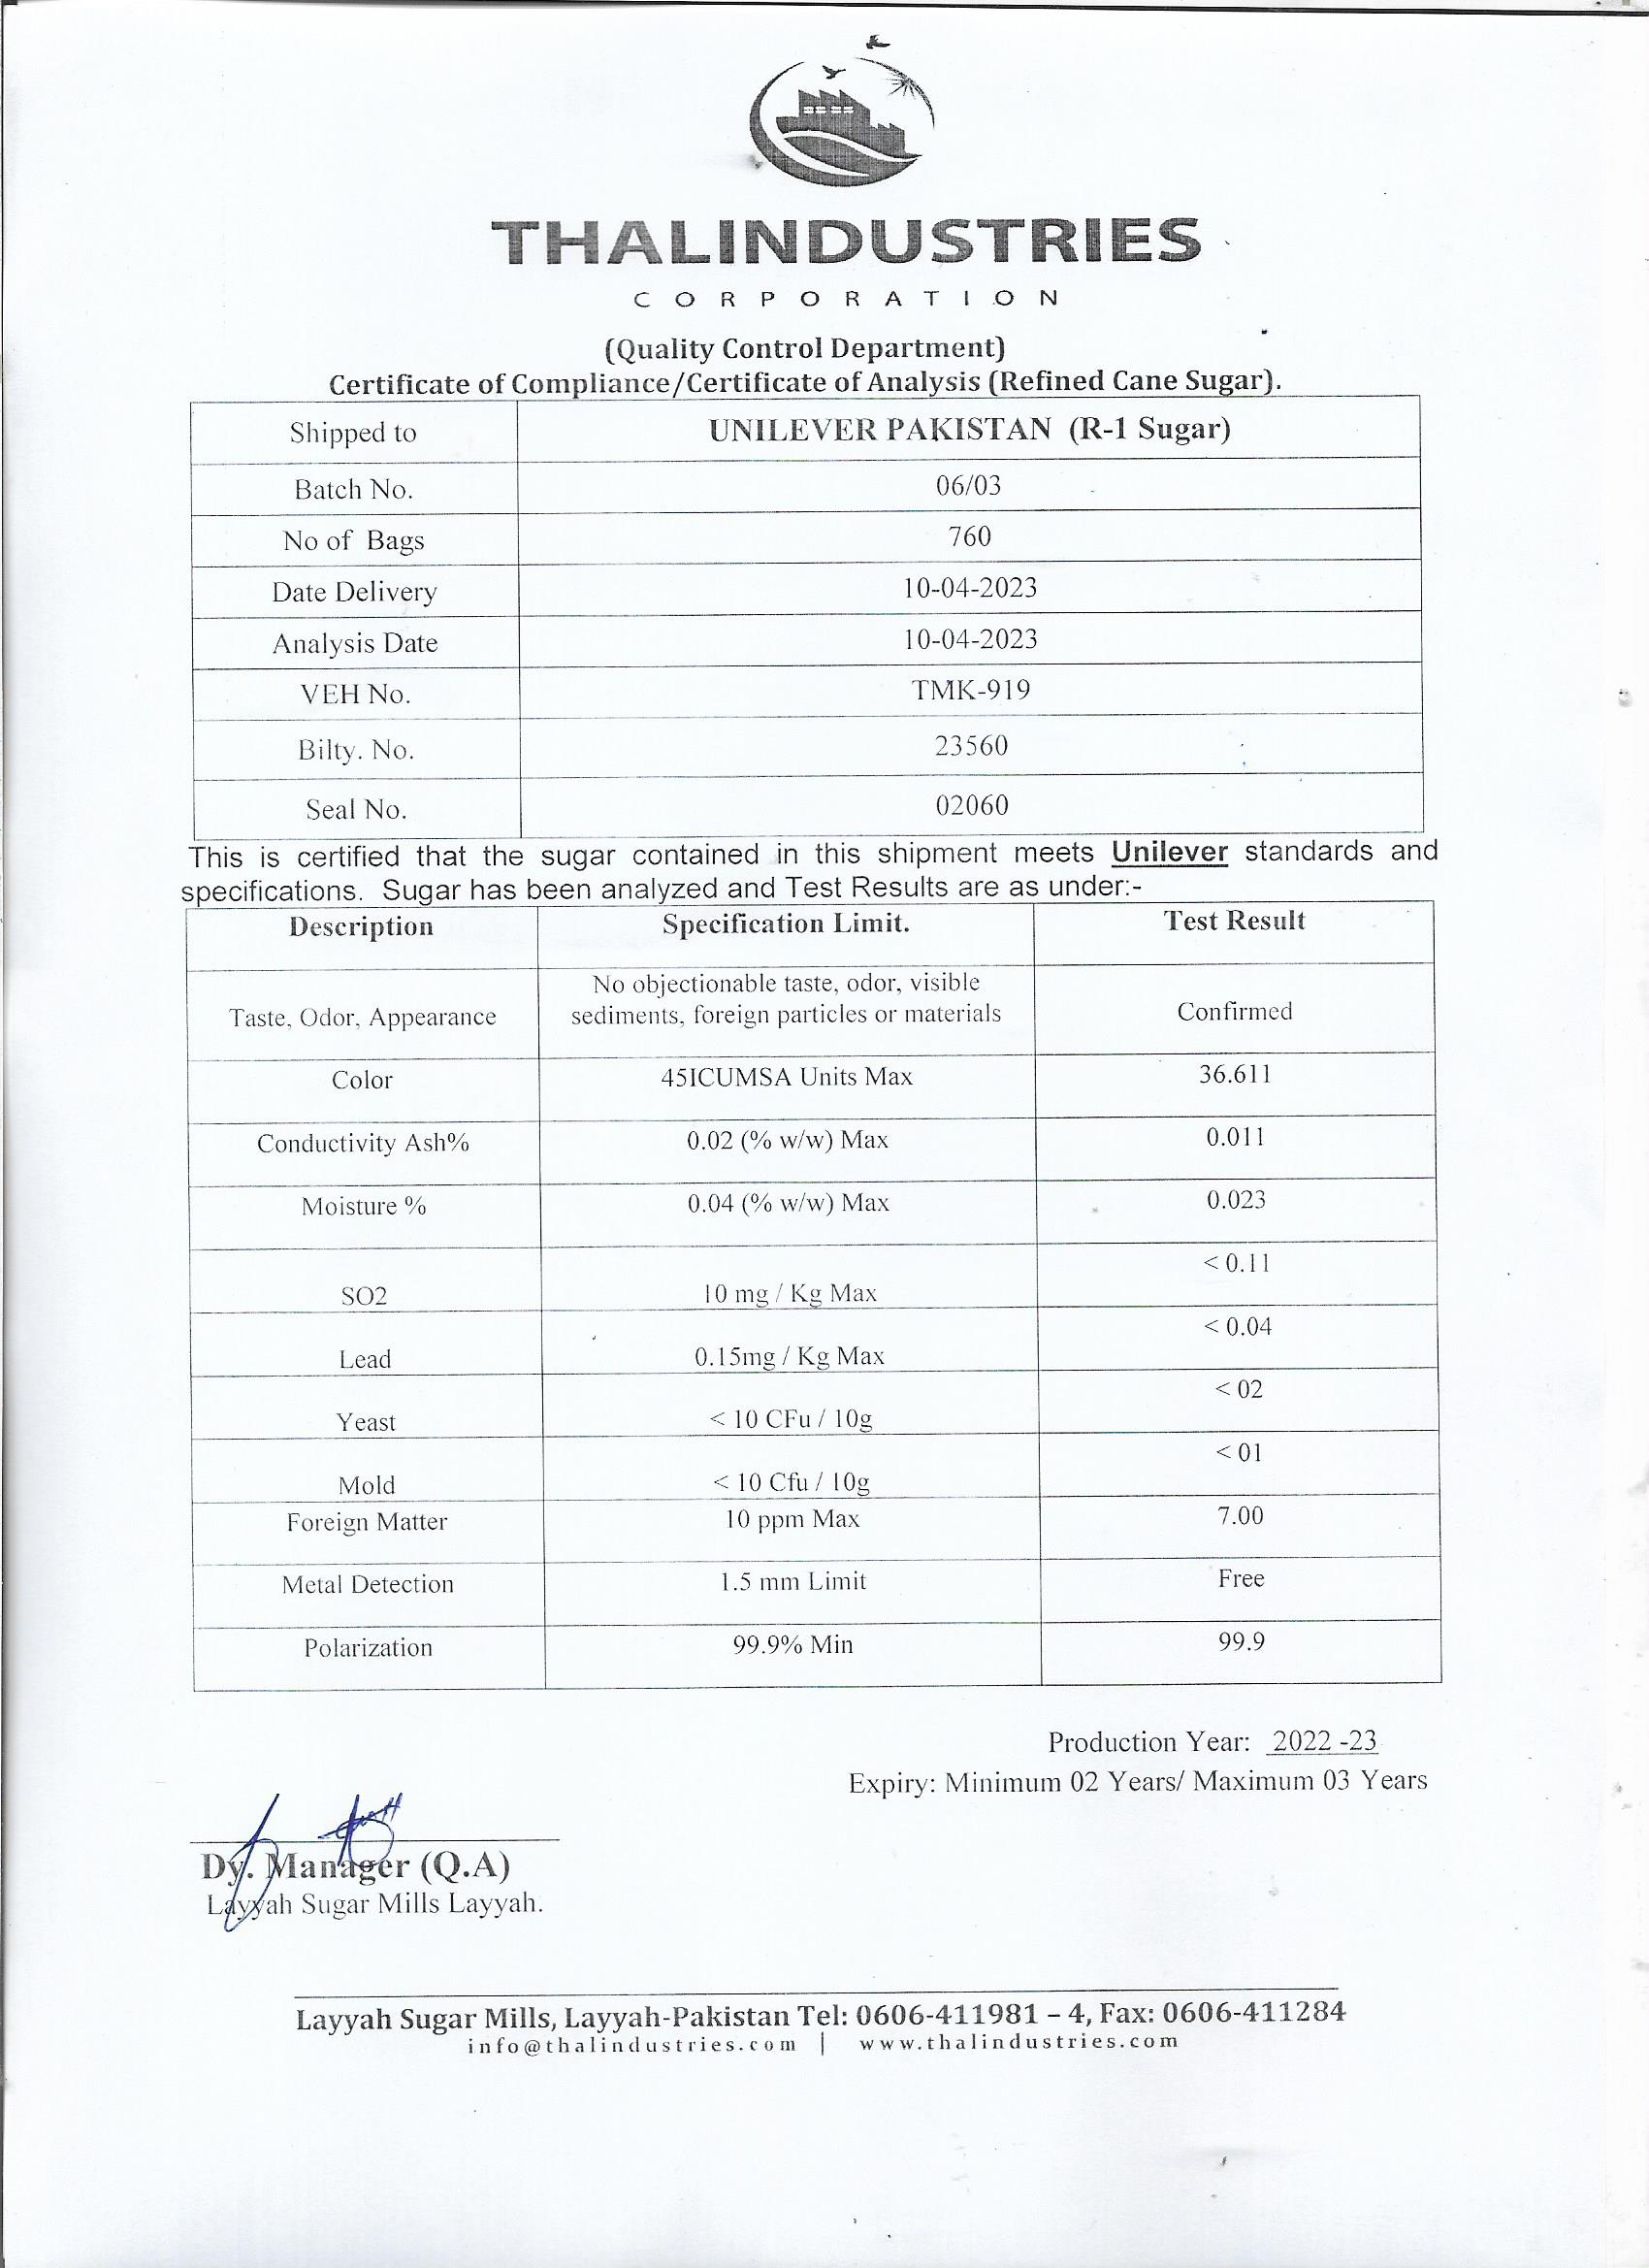 THALINDUSTRIES
CORPORATION
(Quality Control Department)
Certificate of Compliance/Certificate of Analysis (Refined Cane Sugar).
Shipped to UNILEVER PAKISTAN (R-1 Sugar)
Batch No. 06/03
No of Bags 760
Date Delivery 10-04-2023
Analysis Date 10-04-2023
VEH No. TMK-919
Bilty. No. 23560
Seal No. 02060
This is certified that the sugar contained in this shipment meets Unilever standards and
specifications. Sugar has been analyzed and Test Results are as under:-
Description Specification Limit. Test Result
No objectionable taste, odor, visible
Taste, Odor, Appearance sediments, foreign particles or materials Confirmed
Color 45ICUMSA Units Max 36.611
Conductivity Ash% 0.02 (% w/w) Max 0.011
Moisture % 0.04 (% w/w) Max 0.023
SO2 10 mg / Kg Max < 0.11
Lead 0.15mg / Kg Max < 0.04
Yeast < 10 CFu / 10g < 02
Mold < 10 Cfu / 10g < 01
Foreign Matter 10 ppm Max 7.00
Metal Detection 1.5 mm Limit Free
Polarization 99.9% Min 99.9
Production Year: 2022 -23
Expiry: Minimum 02 Years/ Maximum 03 Years
Dy. Manager (Q.A)
Layyah Sugar Mills Layyah.
Layyah Sugar Mills, Layyah-Pakistan Tel: 0606-411981 – 4, Fax: 0606-411284
info@thalindustries.com | www.thalindustries.com